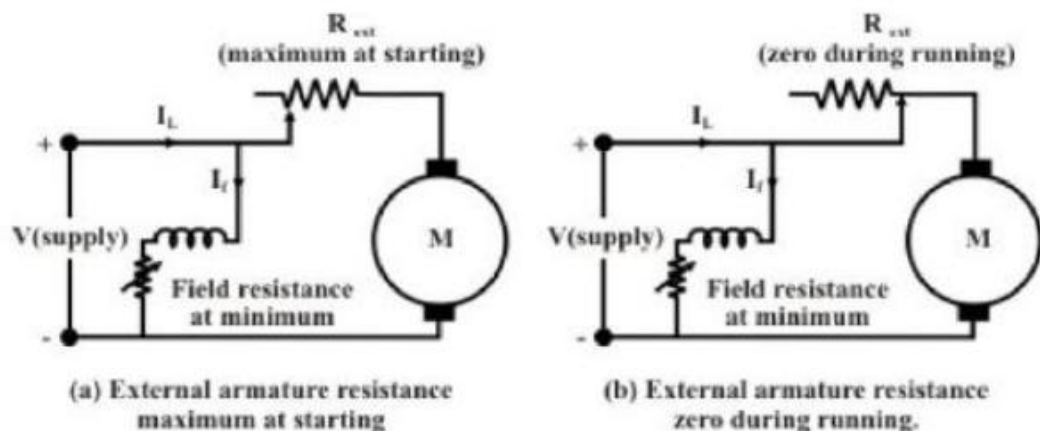 R ext
(maximum at starting)
I L
+
I f
V(supply)
M
Field resistance
at minimum
-
(a) External armature resistance
maximum at starting
R ext
(zero during running)
I L
+
I f
V(supply)
M
Field resistance
at minimum
-
(b) External armature resistance
zero during running.